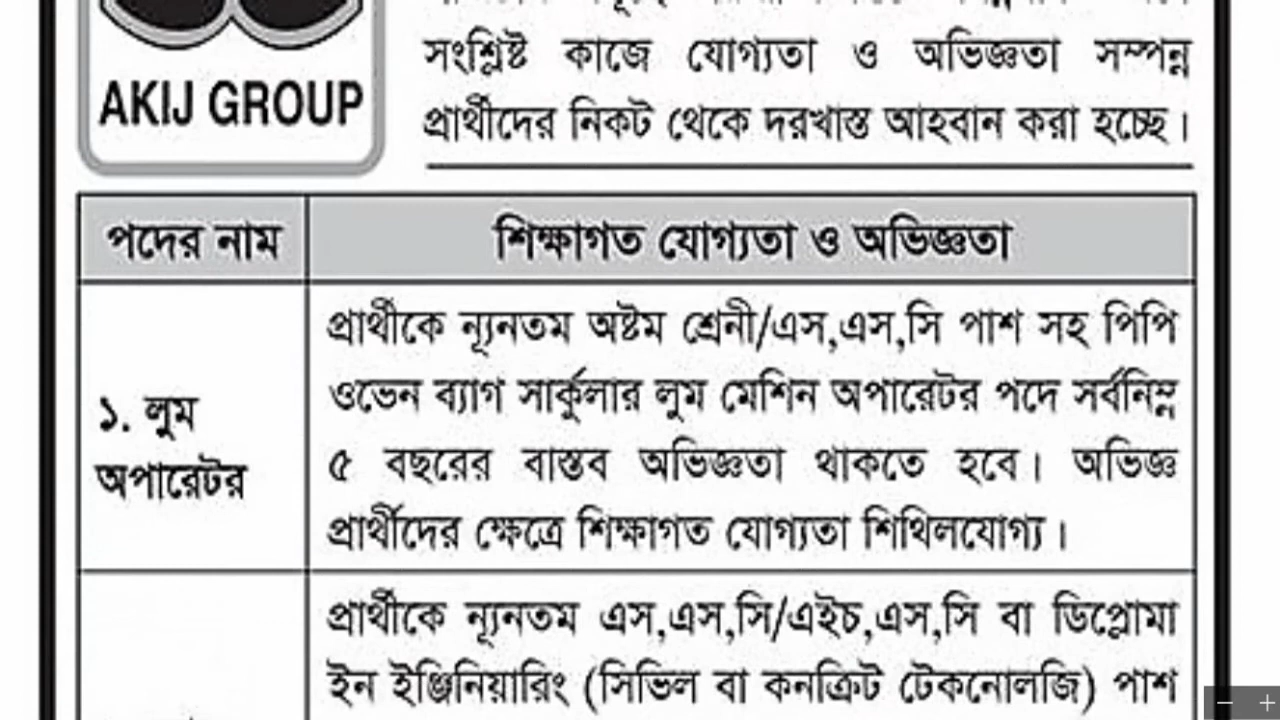 সংশ্লিষ্ট কাজে যোগ্যতা ও অভিজ্ঞতা সম্পন্ন
প্রার্থীদের নিকট থেকে দরখাস্ত আহবান করা হচ্ছে।
AKIJ GROUP
পদের নাম
শিক্ষাগত যোগ্যতা ও অভিজ্ঞতা
১. লুম
অপারেটর
প্রার্থীকে ন্যূনতম অষ্টম শ্রেনী/এস,এস,সি পাশ সহ পিপি
ওভেন ব্যাগ সার্কুলার লুম মেশিন অপারেটর পদে সর্বনিম্ন
৫ বছরের বাস্তব অভিজ্ঞতা থাকতে হবে। অভিজ্ঞ
প্রার্থীদের ক্ষেত্রে শিক্ষাগত যোগ্যতা শিথিলযোগ্য।
প্রার্থীকে ন্যূনতম এস,এস,সি/এইচ,এস,সি বা ডিপ্লোমা
ইন ইঞ্জিনিয়ারিং (সিভিল বা কনক্রিট টেকনোলজি) পাশ